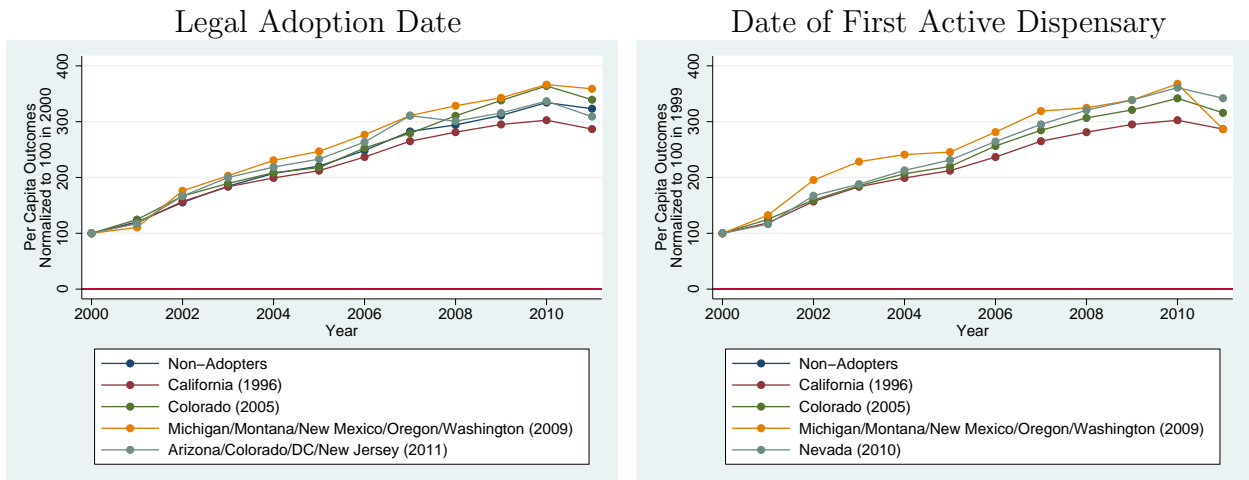 Legal Adoption Date
Per Capita Outcomes
Normalized to 100 in 2000
400
300
200
100
0
2000 2002 2004 2006 2008 2010
Year
Non-Adopters
California (1996)
Colorado (2005)
Michigan/Montana/New Mexico/Oregon/Washington (2009)
Arizona/Colorado/DC/New Jersey (2011)
Date of First Active Dispensary
Per Capita Outcomes
Normalized to 100 in 1999
400
300
200
100
0
2000 2002 2004 2006 2008 2010
Year
Non-Adopters
California (1996)
Colorado (2005)
Michigan/Montana/New Mexico/Oregon/Washington (2009)
Nevada (2010)